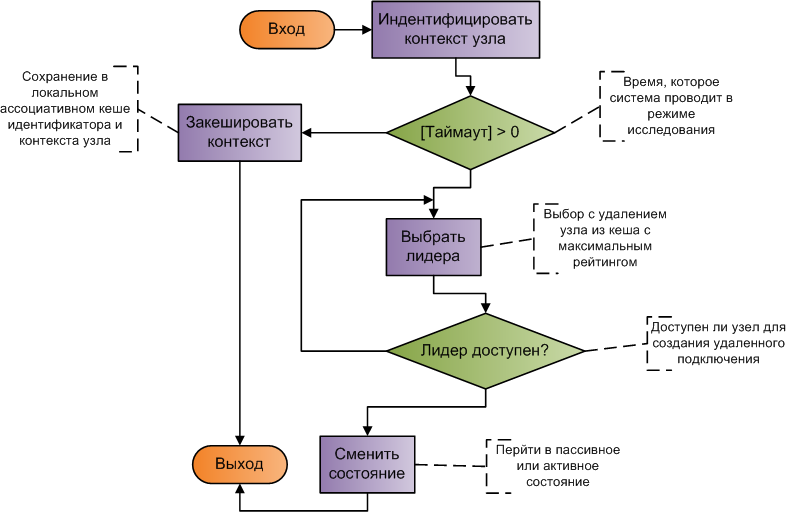 Вход
Индентифицировать
контекст узла
Сохранение в
локальном
ассоциативном кеше
идентификатора и
контекста узла
Закешировать
контекст
[Таймаут] > 0
Время, которое
система проводит в
режиме
исследования
Выбрать
лидера
Выбор с удалением
узла из кеша с
максимальным
рейтингом
Лидер доступен?
Доступен ли узел для
создания удаленного
подключения
Выход
Сменить
состояние
Перйти в пассивное
или активное
состояние